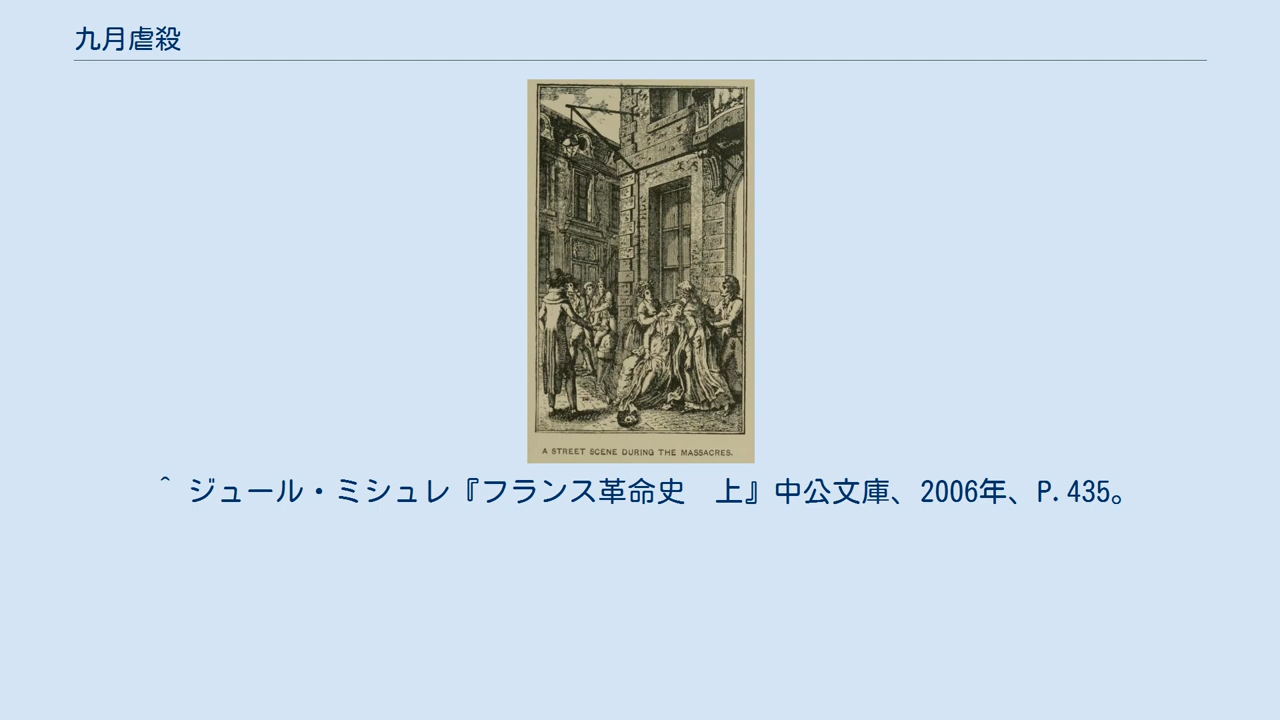 九月虐殺
A STREET SCENE DURING THE MASSACRES.
^ ジュール・ミシュレ『フランス革命史　上』中公文庫、2006年、P.435。